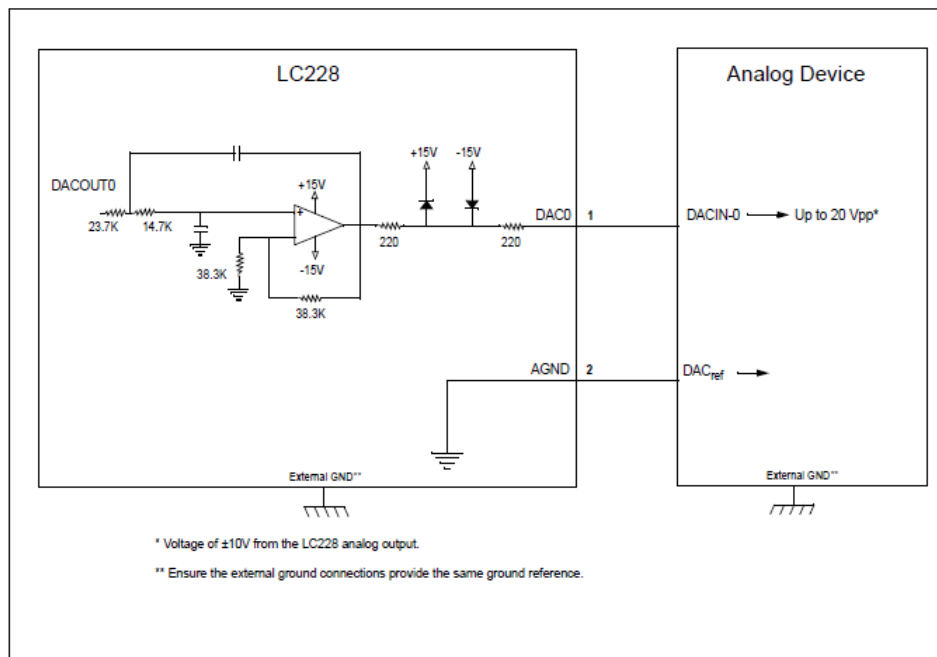 LC228
Analog Device
+15V
-15V
DACOUT0
+15V
23.7K
14.7K
+
-
-15V
38.3K
38.3K
220
220
DAC0
1
DACIN-0
Up to 20 Vpp*
AGND
2
DACref
External GND**
External GND**
* Voltage of ±10V from the LC228 analog output.
** Ensure the external ground connections provide the same ground reference.